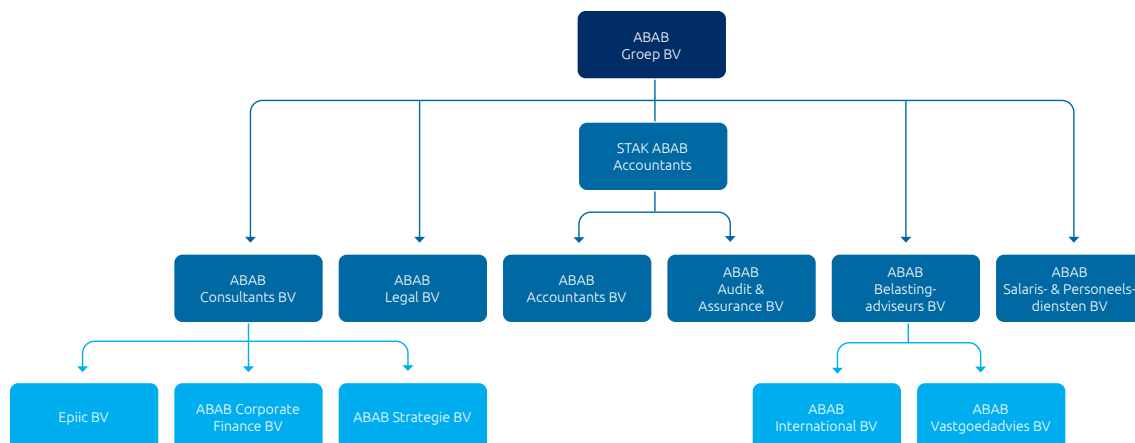 ABAB
Groep BV
STAK ABAB
Accountants
ABAB
Consultants BV
ABAB
Legal BV
ABAB
Accountants BV
ABAB
Audit &
Assurance BV
ABAB
Belasting-
adviseurs BV
ABAB
Salaris- & Personeels-
diensten BV
Epiic BV
ABAB Corporate
Finance BV
ABAB Strategie BV
ABAB
International BV
ABAB
Vastgoedadvies BV